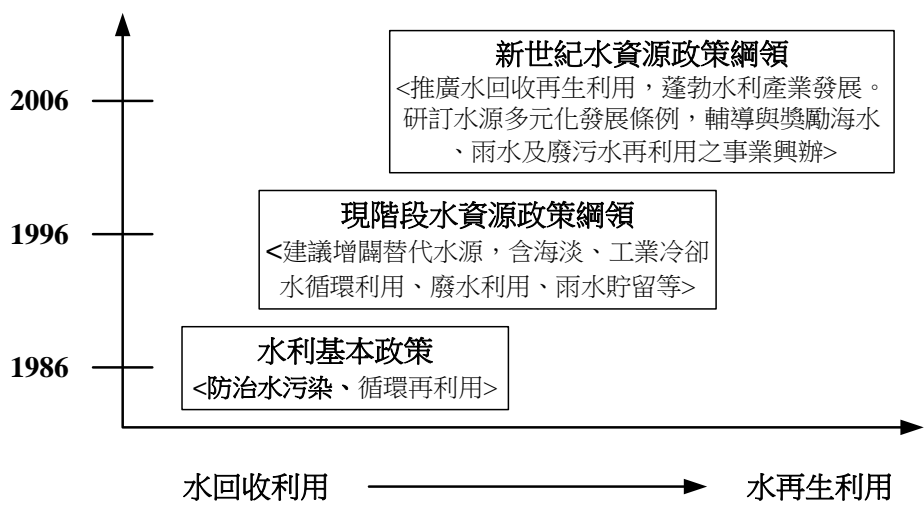 新世紀水資源政策綱領
<推廣水回收再生利用，蓬勃水利產業發展。
研訂水源多元化發展條例，輔導與獎勵海水
、雨水及廢污水再利用之事業興辦>
2006
現階段水資源政策綱領
<建議增闢替代水源，含海淡、工業冷卻
水循環利用、廢水利用、雨水貯留等>
1996
水利基本政策
<防治水污染、循環再利用>
1986
水回收利用
水再生利用